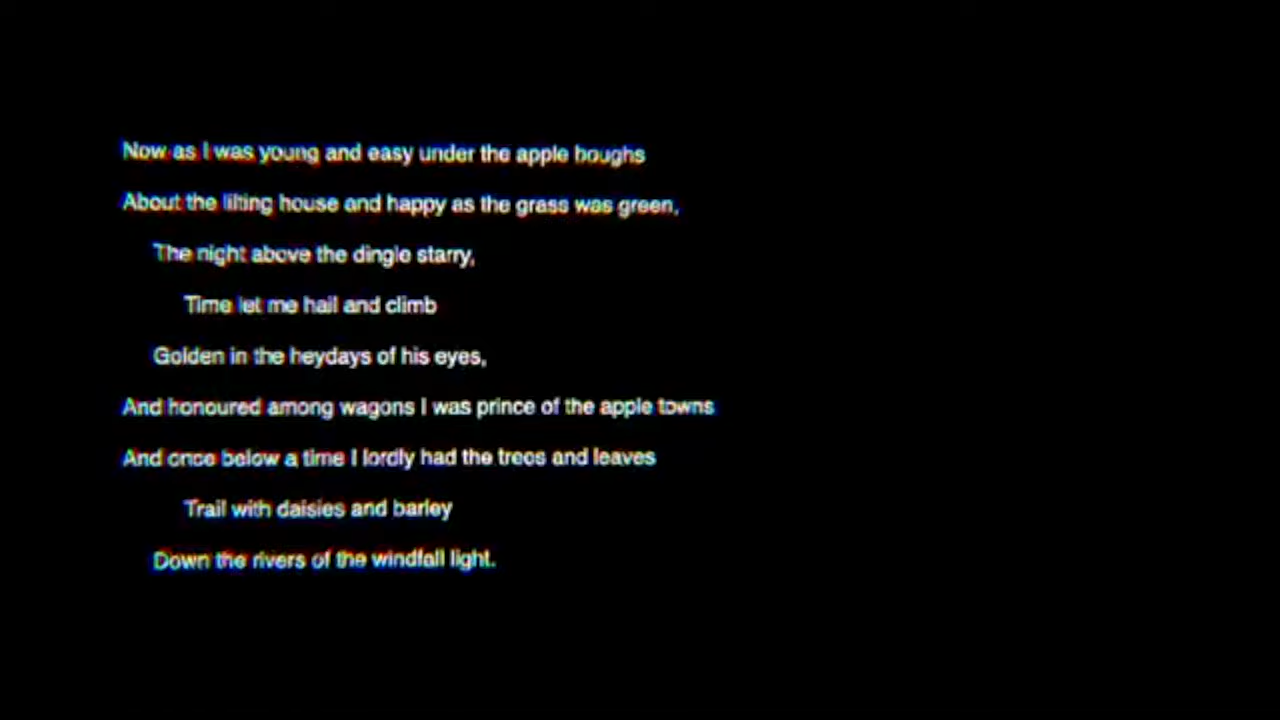 Now as I was young and easy under the apple boughs
About the lilting house and happy as the grass was green,
The night above the dingle starry,
Time let me hail and climb
Golden in the heydays of his eyes,
And honoured among wagons I was prince of the apple towns
And once below a time I lordly had the trees and leaves
Trail with daisies and barley
Down the rivers of the windfall light.